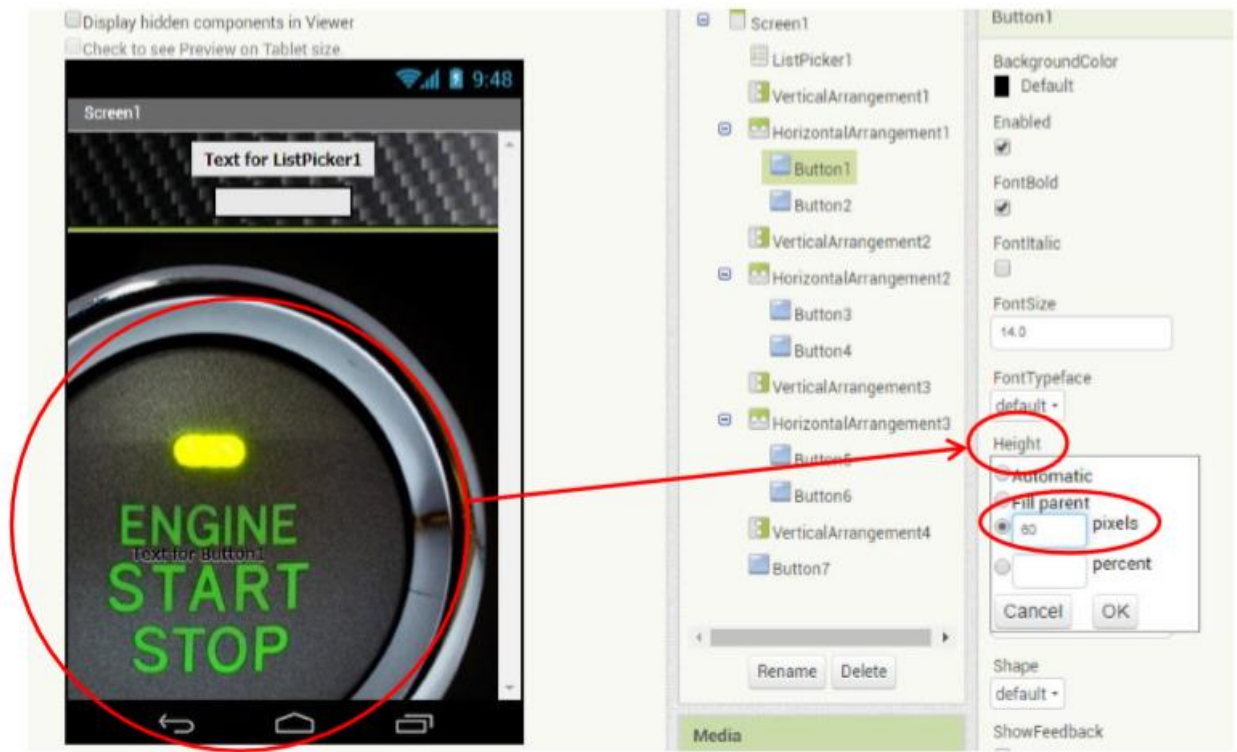 Display hidden components in Viewer
Check to see Preview on Tablet size
9:48
Screen1
Text for ListPicker1
ENGINE
Text for Button1
START
STOP
Screen1
ListPicker1
VerticalArrangement1
HorizontalArrangement1
Button1
Button2
VerticalArrangement2
HorizontalArrangement2
Button3
Button4
VerticalArrangement3
HorizontalArrangement3
Button5
Button6
VerticalArrangement4
Button7
Rename Delete
Media
Button1
BackgroundColor
Default
Enabled
FontBold
FontItalic
FontSize
14.0
FontTypeface
default
Height
Automatic
Fill parent
60 pixels
percent
Cancel OK
Shape
default
ShowFeedback